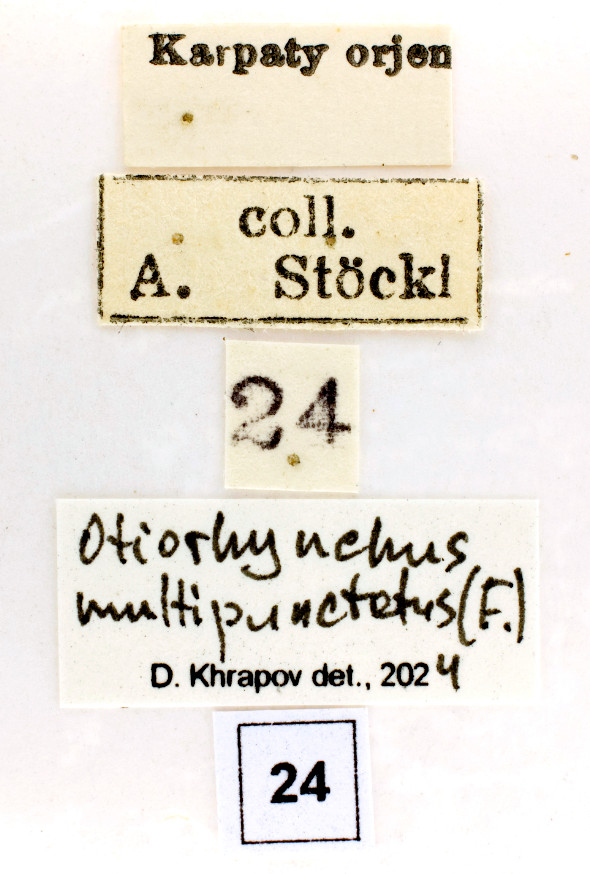 Karpaty orjen
coll.
A. Stöckl
24
Otiorhynchus
multipunctatus (F.)
D. Khrapov det., 2024
24